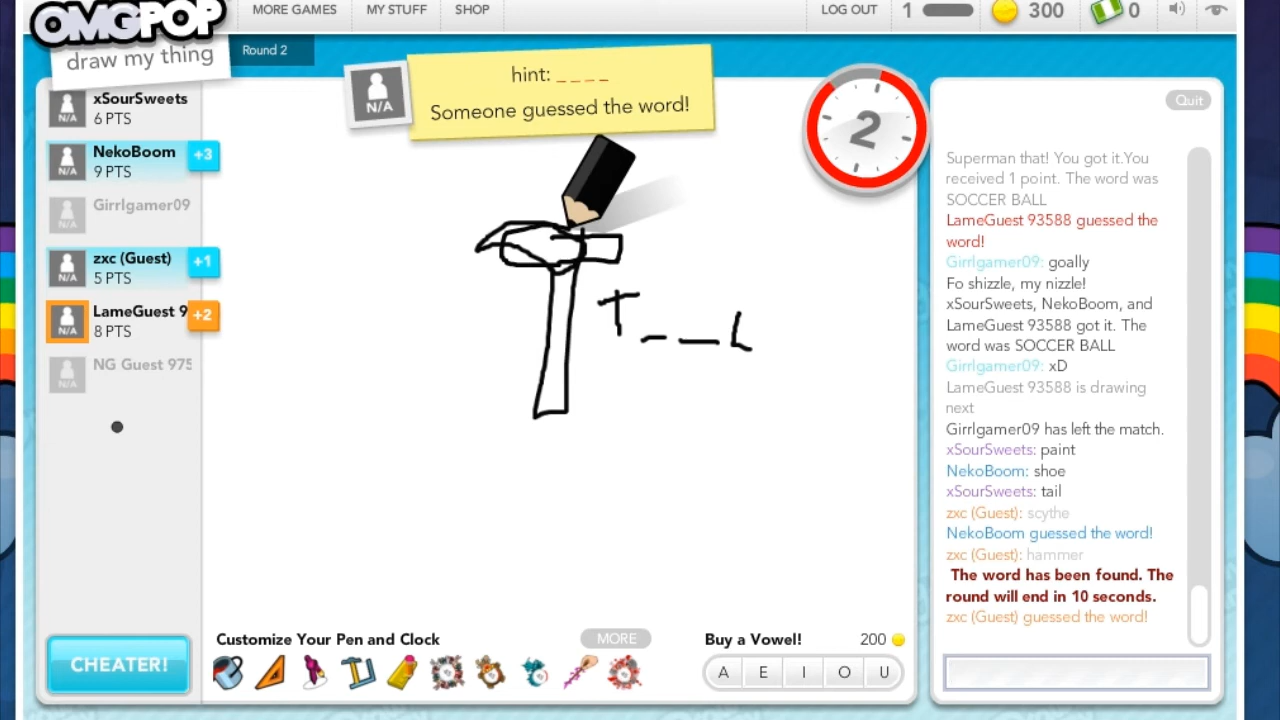 OMGPOP
draw my thing
MORE GAMES
MY STUFF
SHOP
LOG OUT
1
300
0
Round 2
xSourSweets
6 PTS
N/A
NekoBoom
9 PTS
+3
N/A
Girrlgamer09
N/A
zxc (Guest)
5 PTS
+1
N/A
LameGuest 9
8 PTS
+2
N/A
NG Guest 975
N/A
CHEATER!
N/A
hint: _ _ _ _
Someone guessed the word!
2
T _ _ L
Customize Your Pen and Clock
MORE
Buy a Vowel!
200
A E I O U
Quit
Superman that! You got it.You
received 1 point. The word was
SOCCER BALL
LameGuest 93588 guessed the
word!
Girrlgamer09: goally
Fo shizzle, my nizzle!
xSourSweets, NekoBoom, and
LameGuest 93588 got it. The
word was SOCCER BALL
Girrlgamer09: xD
LameGuest 93588 is drawing
next
Girrlgamer09 has left the match.
xSourSweets: paint
NekoBoom: shoe
xSourSweets: tail
zxc (Guest): scythe
NekoBoom guessed the word!
zxc (Guest): hammer
The word has been found. The
round will end in 10 seconds.
zxc (Guest) guessed the word!